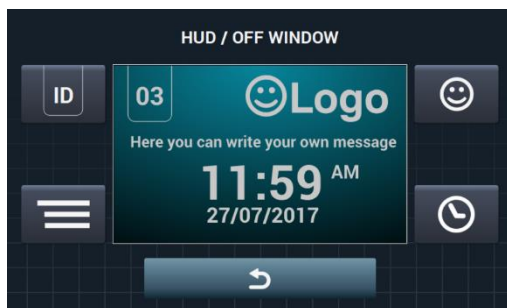 HUD / OFF WINDOW
ID
03
Logo
Here you can write your own message
11:59 AM
27/07/2017